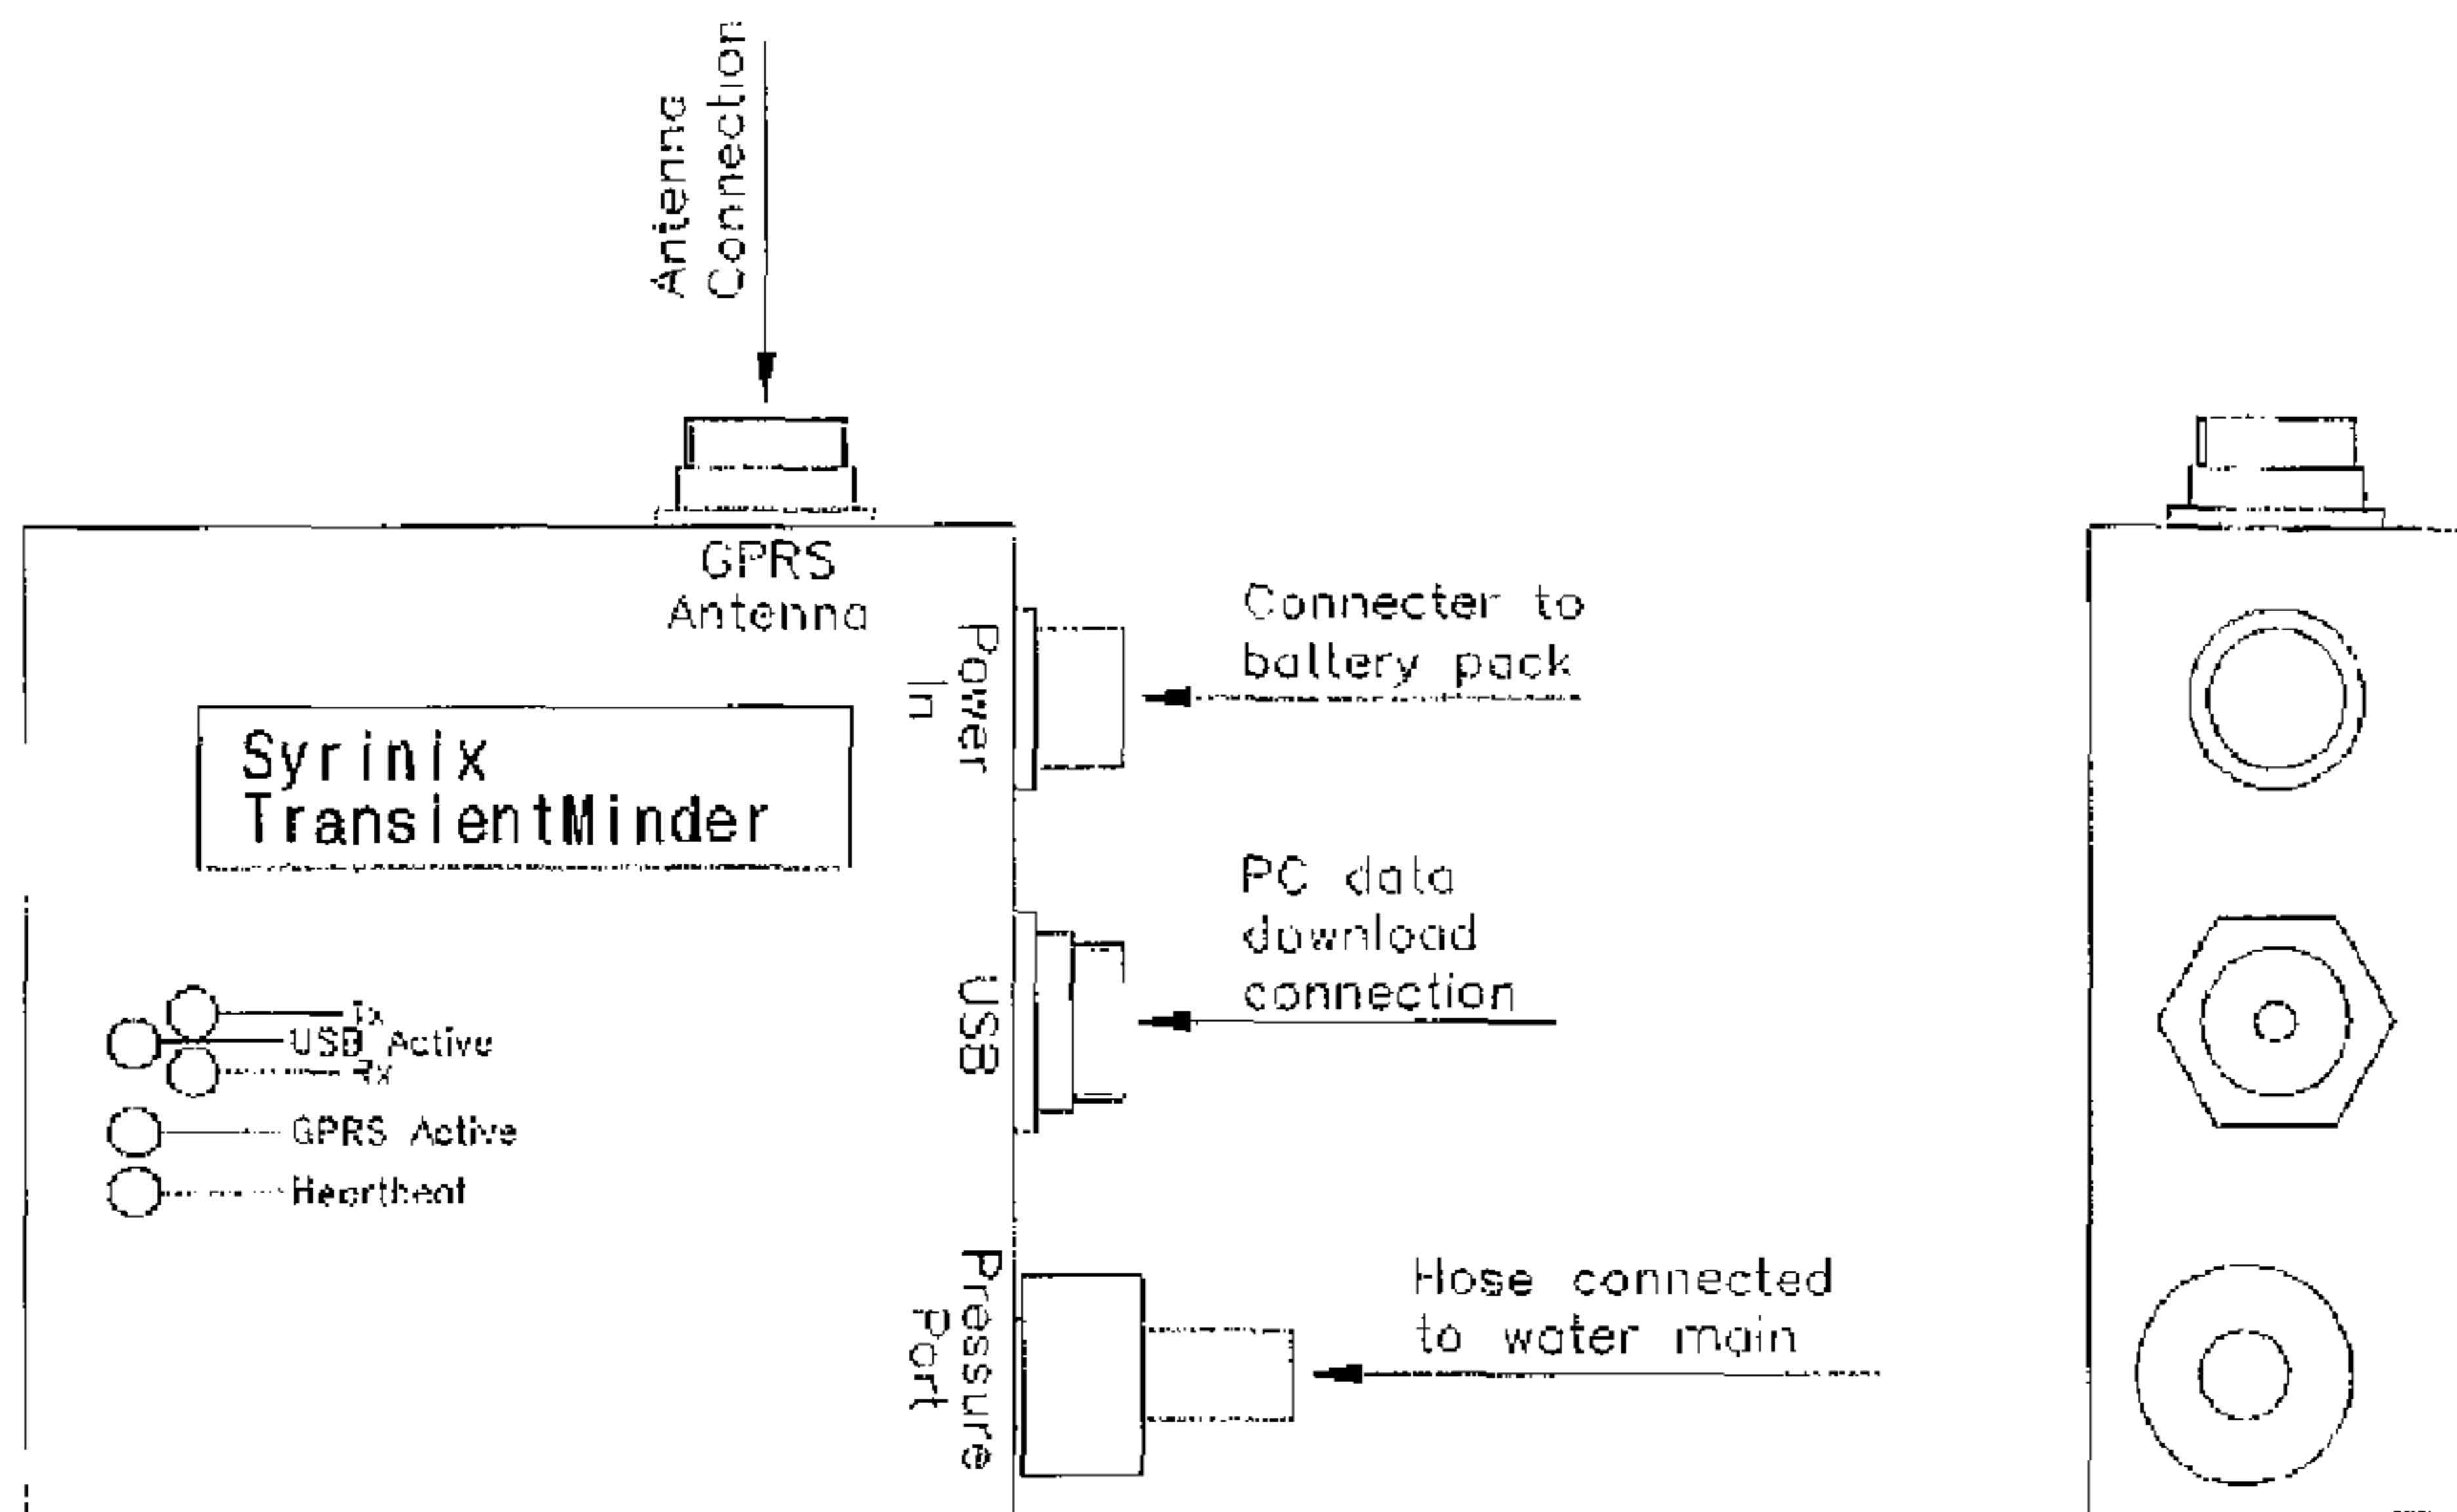 Antenna
Connection
GPRS
Antenna
Power
In
Connecter to
battery pack
Syrinix
TransientMinder
PC data
download
connection
USB
Tx
USB Active
Rx
GPRS Active
Heartbeat
Pressure
Port
Hose connected
to water main